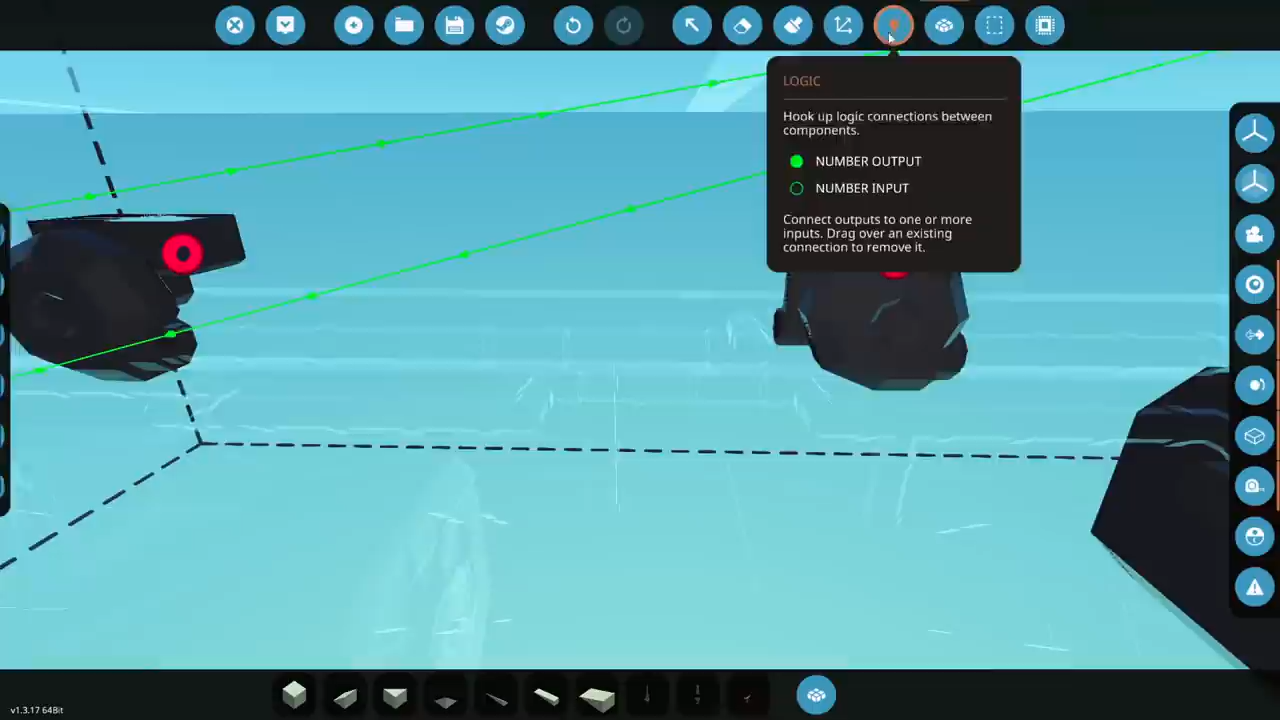 LOGIC
Hook up logic connections between
components.
NUMBER OUTPUT
NUMBER INPUT
Connect outputs to one or more
inputs. Drag over an existing
connection to remove it.
v1.3.17 64Bit